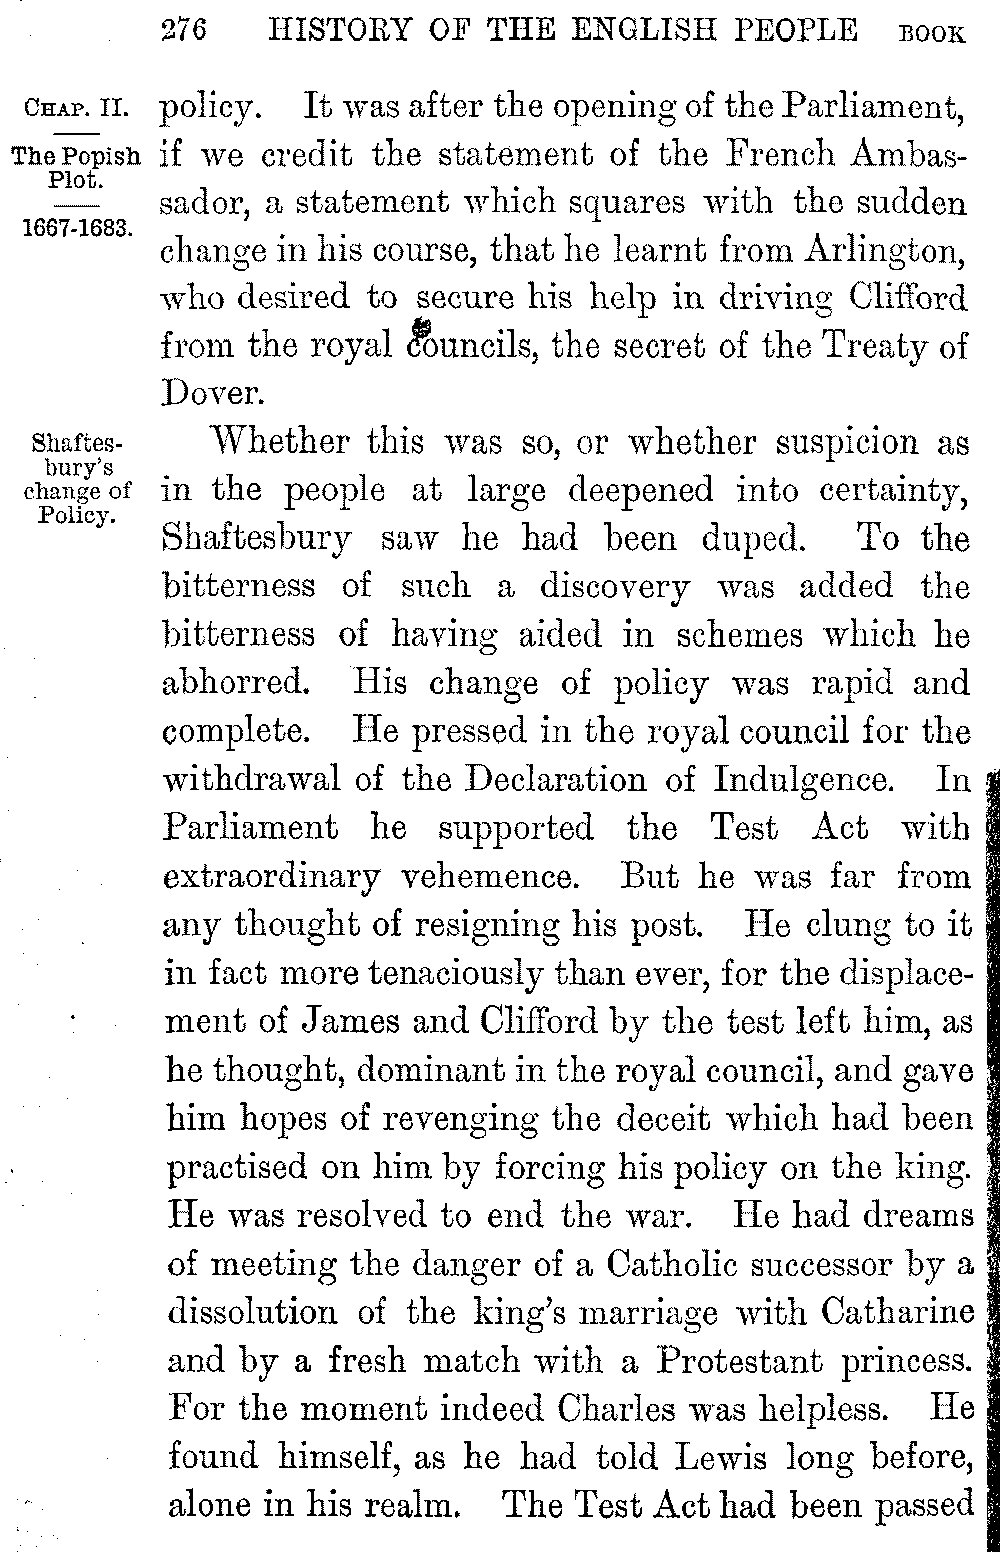 276 HISTORY OF THE ENGLISH PEOPLE BOOK
CHAP. II.
The Popish
Plot.
1667-1683.
policy. It was after the opening of the Parliament,
if we credit the statement of the French Ambas-
sador, a statement which squares with the sudden
change in his course, that he learnt from Arlington,
who desired to secure his help in driving Clifford
from the royal councils, the secret of the Treaty of
Dover.
Shaftes-
bury's
change of
Policy.
Whether this was so, or whether suspicion as
in the people at large deepened into certainty,
Shaftesbury saw he had been duped. To the
bitterness of such a discovery was added the
bitterness of having aided in schemes which he
abhorred. His change of policy was rapid and
complete. He pressed in the royal council for the
withdrawal of the Declaration of Indulgence. In
Parliament he supported the Test Act with
extraordinary vehemence. But he was far from
any thought of resigning his post. He clung to it
in fact more tenaciously than ever, for the displace-
ment of James and Clifford by the test left him, as
he thought, dominant in the royal council, and gave
him hopes of revenging the deceit which had been
practised on him by forcing his policy on the king.
He was resolved to end the war. He had dreams
of meeting the danger of a Catholic successor by a
dissolution of the king's marriage with Catharine
and by a fresh match with a Protestant princess.
For the moment indeed Charles was helpless. He
found himself, as he had told Lewis long before,
alone in his realm. The Test Act had been passed